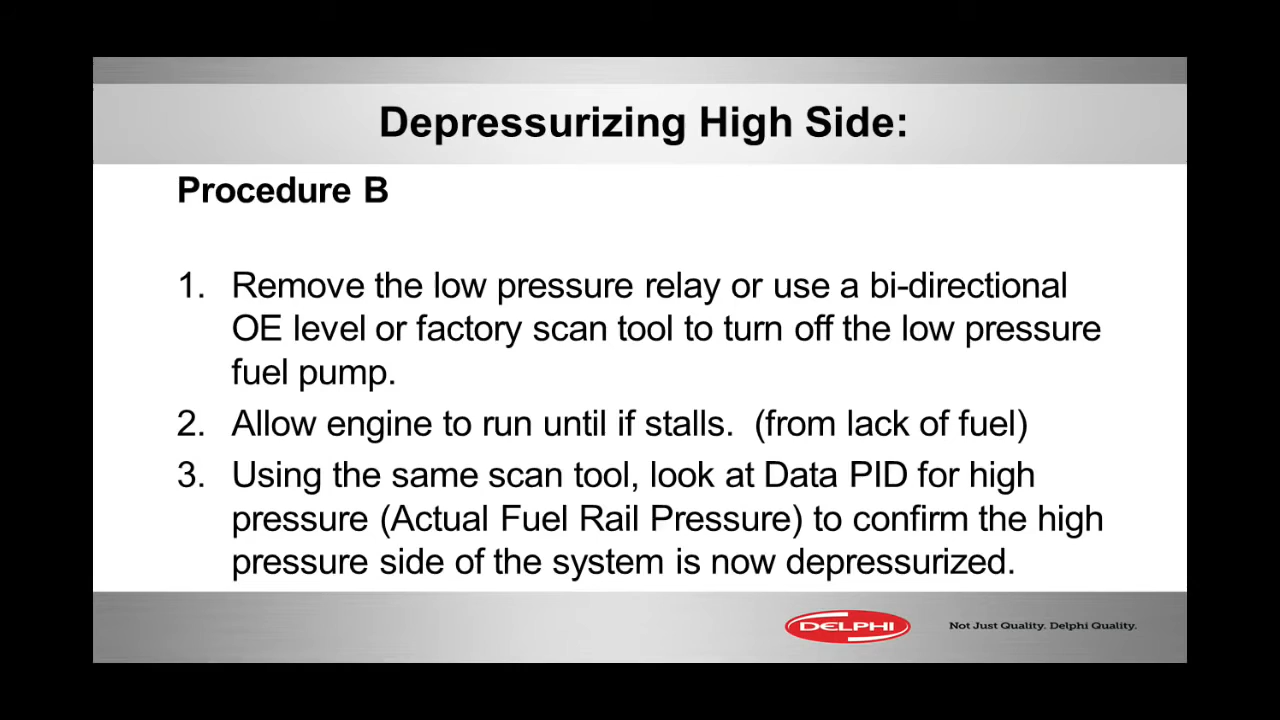 Depressurizing High Side:
Procedure B
1. Remove the low pressure relay or use a bi-directional
OE level or factory scan tool to turn off the low pressure
fuel pump.
2. Allow engine to run until if stalls. (from lack of fuel)
3. Using the same scan tool, look at Data PID for high
pressure (Actual Fuel Rail Pressure) to confirm the high
pressure side of the system is now depressurized.
DELPHI
Not Just Quality. Delphi Quality.